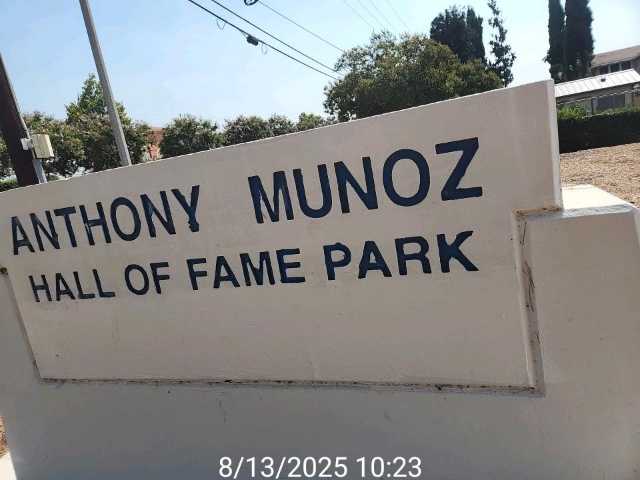 ANTHONY MUNOZ
HALL OF FAME PARK
8/13/2025 10:23